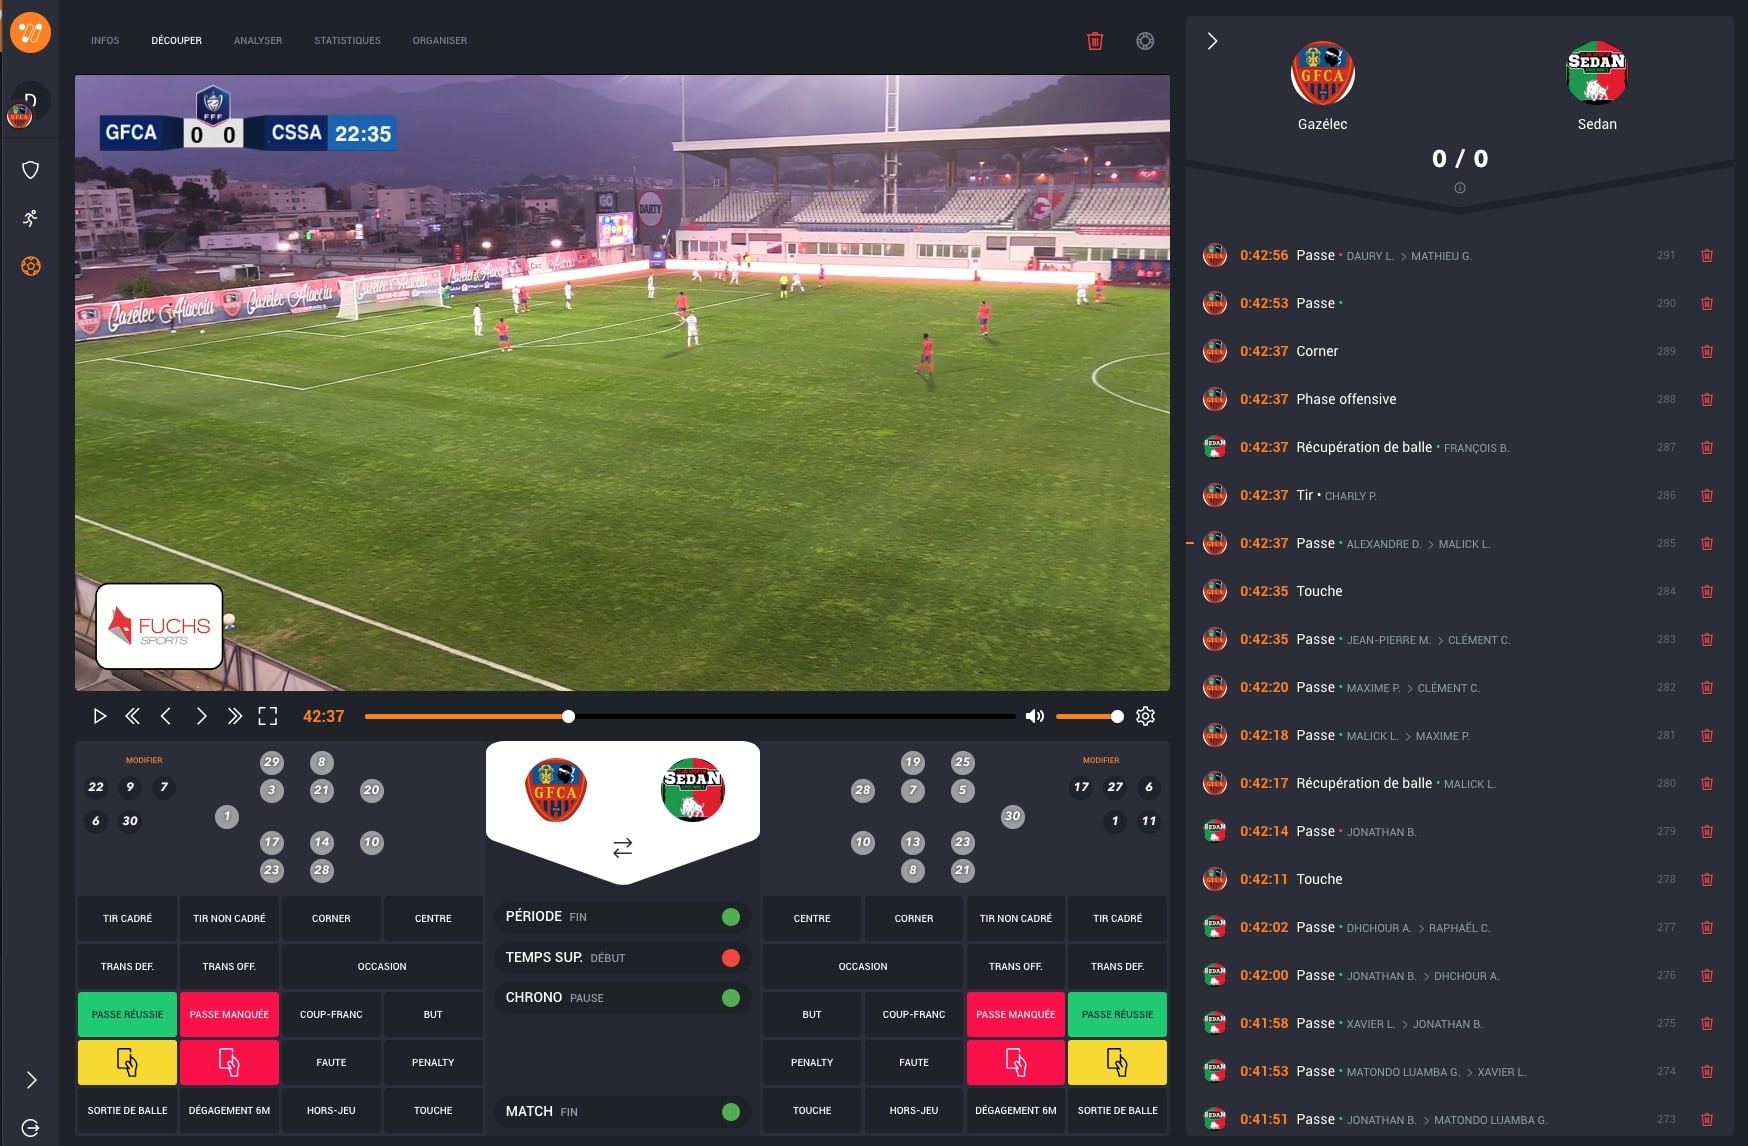 INFOS
DÉCOUPER
ANALYSER
STATISTIQUES
ORGANISER
D
GFCA
FFF
GFCA 0 0 CSSA 22:35
GO
DARTY
Gazélec Aiacciu
Gazélec Aiacciu
FUCHS
SPORTS
42:37
GFCA
SEDAN
Gazélec
Sedan
0 / 0
0:42:56 Passe • DAURY L. > MATHIEU G. 291
0:42:53 Passe • 290
0:42:37 Corner 289
0:42:37 Phase offensive 288
0:42:37 Récupération de balle • FRANÇOIS B. 287
0:42:37 Tir • CHARLY P. 286
0:42:37 Passe • ALEXANDRE D. > MALICK L. 285
0:42:35 Touche 284
0:42:35 Passe • JEAN-PIERRE M. > CLÉMENT C. 283
0:42:20 Passe • MAXIME P. > CLÉMENT C. 282
0:42:18 Passe • MALICK L. > MAXIME P. 281
0:42:17 Récupération de balle • MALICK L. 280
0:42:14 Passe • JONATHAN B. 279
0:42:11 Touche 278
0:42:02 Passe • DHCHOUR A. > RAPHAËL C. 277
0:42:00 Passe • JONATHAN B. > DHCHOUR A. 276
0:41:58 Passe • XAVIER L. > JONATHAN B. 275
0:41:53 Passe • MATONDO LUAMBA G. > XAVIER L. 274
0:41:51 Passe • JONATHAN B. > MATONDO LUAMBA G. 273
MODIFIER
22 9 7
6 30
29 8
3 21 20
1
17 14 10
23 28
GFCA
SEDAN
19 25
28 7 5
30
10 13 23
8 21
MODIFIER
17 27 6
1 11
TIR CADRÉ
TIR NON CADRÉ
CORNER
CENTRE
TRANS DEF.
TRANS OFF.
OCCASION
PASSE RÉUSSIE
PASSE MANQUÉE
COUP-FRANC
BUT
FAUTE
PENALTY
SORTIE DE BALLE
DÉGAGEMENT 6M
HORS-JEU
TOUCHE
PÉRIODE FIN
TEMPS SUP. DÉBUT
CHRONO PAUSE
MATCH FIN
CENTRE
CORNER
TIR NON CADRÉ
TIR CADRÉ
OCCASION
TRANS OFF.
TRANS DEF.
BUT
COUP-FRANC
PASSE MANQUÉE
PASSE RÉUSSIE
PENALTY
FAUTE
TOUCHE
HORS-JEU
DÉGAGEMENT 6M
SORTIE DE BALLE